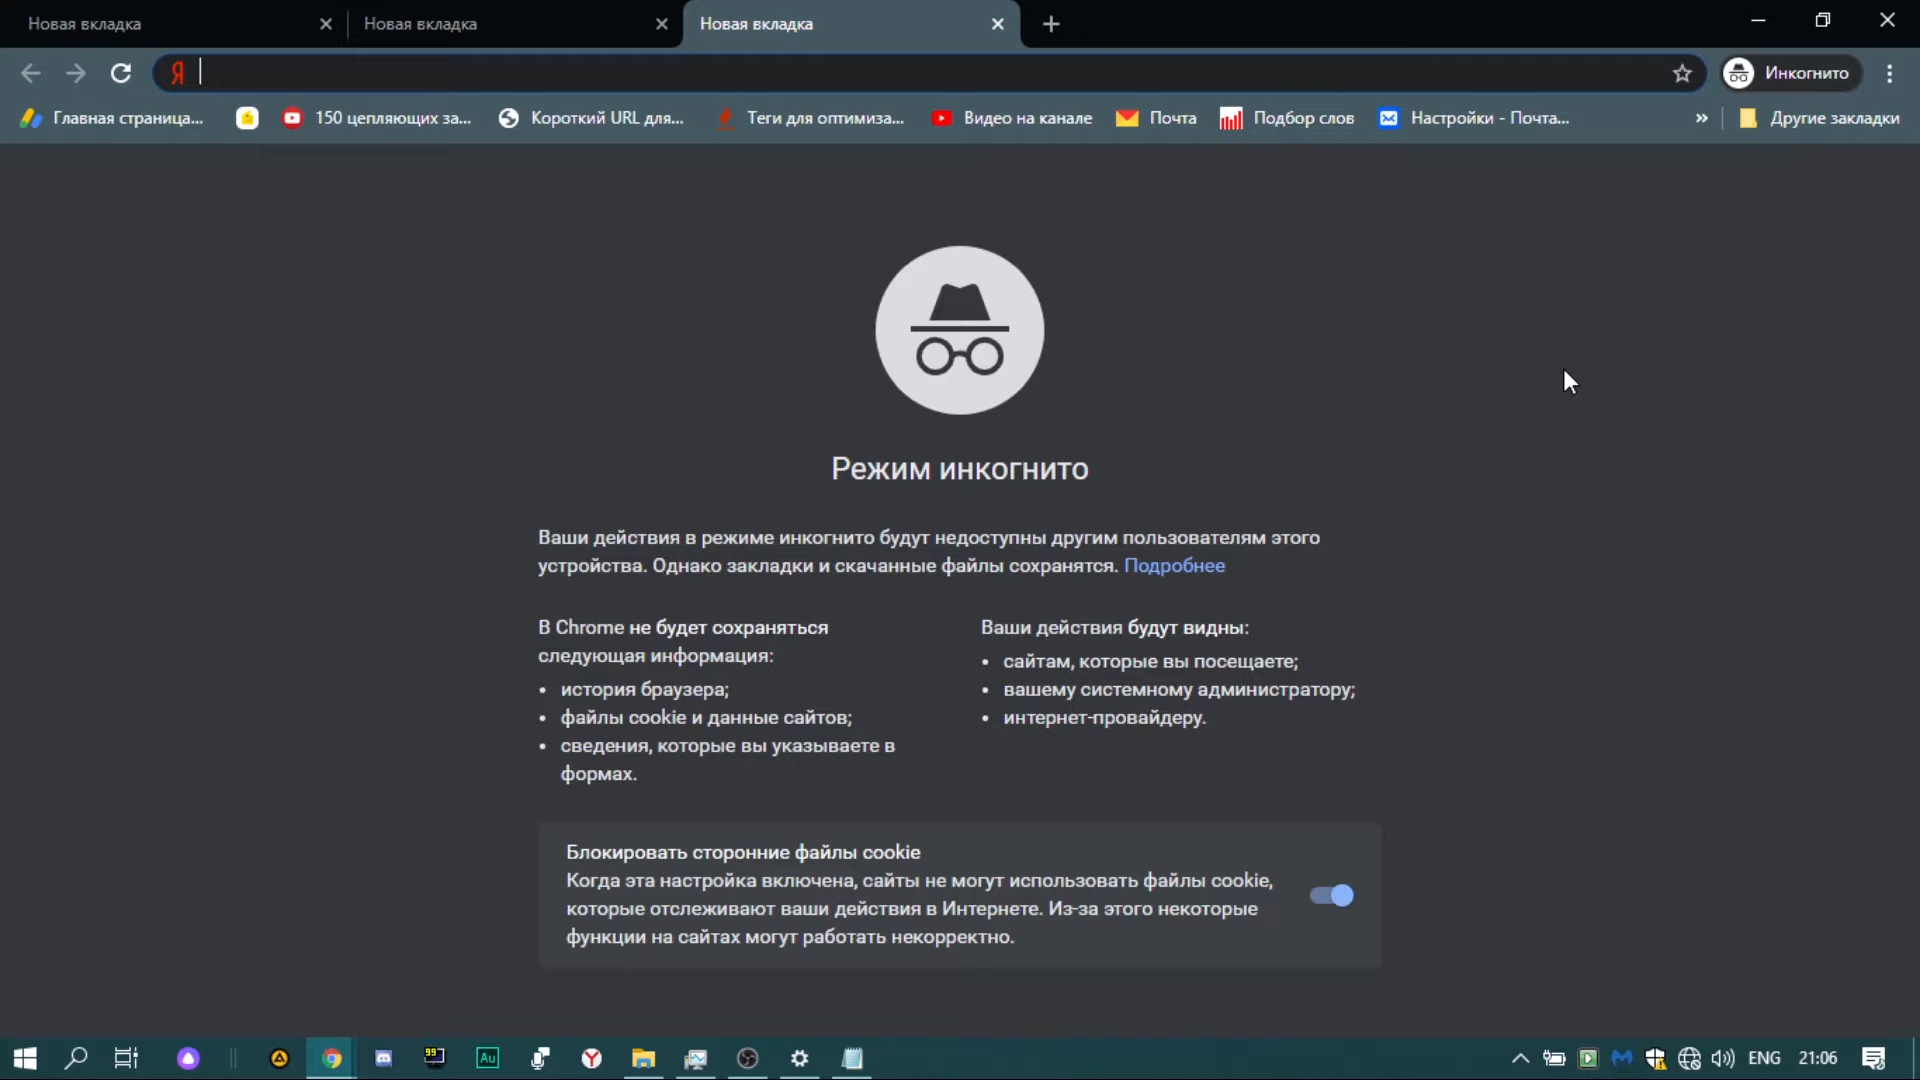 Новая вкладка
Новая вкладка
Новая вкладка
Я
Инкогнито
Главная страница...
150 цепляющих за...
Короткий URL для...
Теги для оптимиза...
Видео на канале
Почта
Подбор слов
Настройки - Почта...
»
Другие закладки
Режим инкогнито
Ваши действия в режиме инкогнито будут недоступны другим пользователям этого
устройства. Однако закладки и скачанные файлы сохранятся. Подробнее
В Chrome не будет сохраняться
следующая информация:
• история браузера;
• файлы cookie и данные сайтов;
• сведения, которые вы указываете в
формах.
Ваши действия будут видны:
• сайтам, которые вы посещаете;
• вашему системному администратору;
• интернет-провайдеру.
Блокировать сторонние файлы cookie
Когда эта настройка включена, сайты не могут использовать файлы cookie,
которые отслеживают ваши действия в Интернете. Из-за этого некоторые
функции на сайтах могут работать некорректно.
99
Au
ENG
21:06